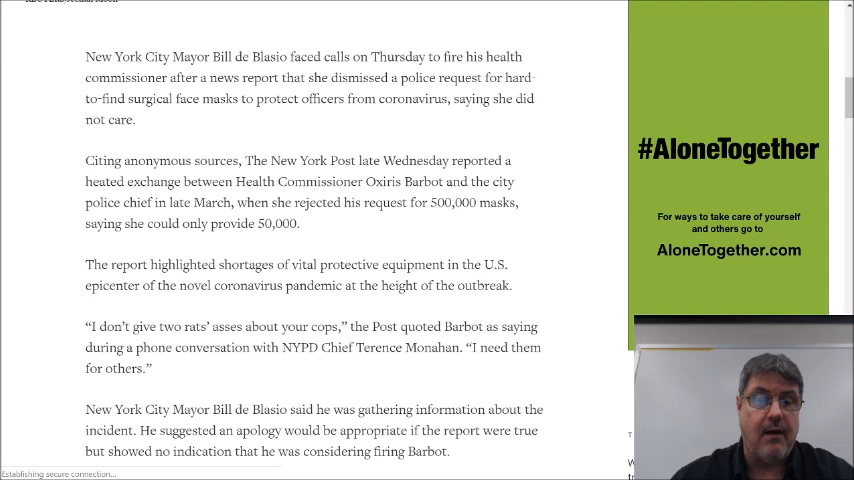 New York City Mayor Bill de Blasio faced calls on Thursday to fire his health
commissioner after a news report that she dismissed a police request for hard-
to-find surgical face masks to protect officers from coronavirus, saying she did
not care.
Citing anonymous sources, The New York Post late Wednesday reported a
heated exchange between Health Commissioner Oxiris Barbot and the city
police chief in late March, when she rejected his request for 500,000 masks,
saying she could only provide 50,000.
The report highlighted shortages of vital protective equipment in the U.S.
epicenter of the novel coronavirus pandemic at the height of the outbreak.
“I don’t give two rats’ asses about your cops,” the Post quoted Barbot as saying
during a phone conversation with NYPD Chief Terence Monahan. “I need them
for others.”
New York City Mayor Bill de Blasio said he was gathering information about the
incident. He suggested an apology would be appropriate if the report were true
but showed no indication that he was considering firing Barbot.
Establishing secure connection...
#AloneTogether
For ways to take care of yourself
and others go to
AloneTogether.com